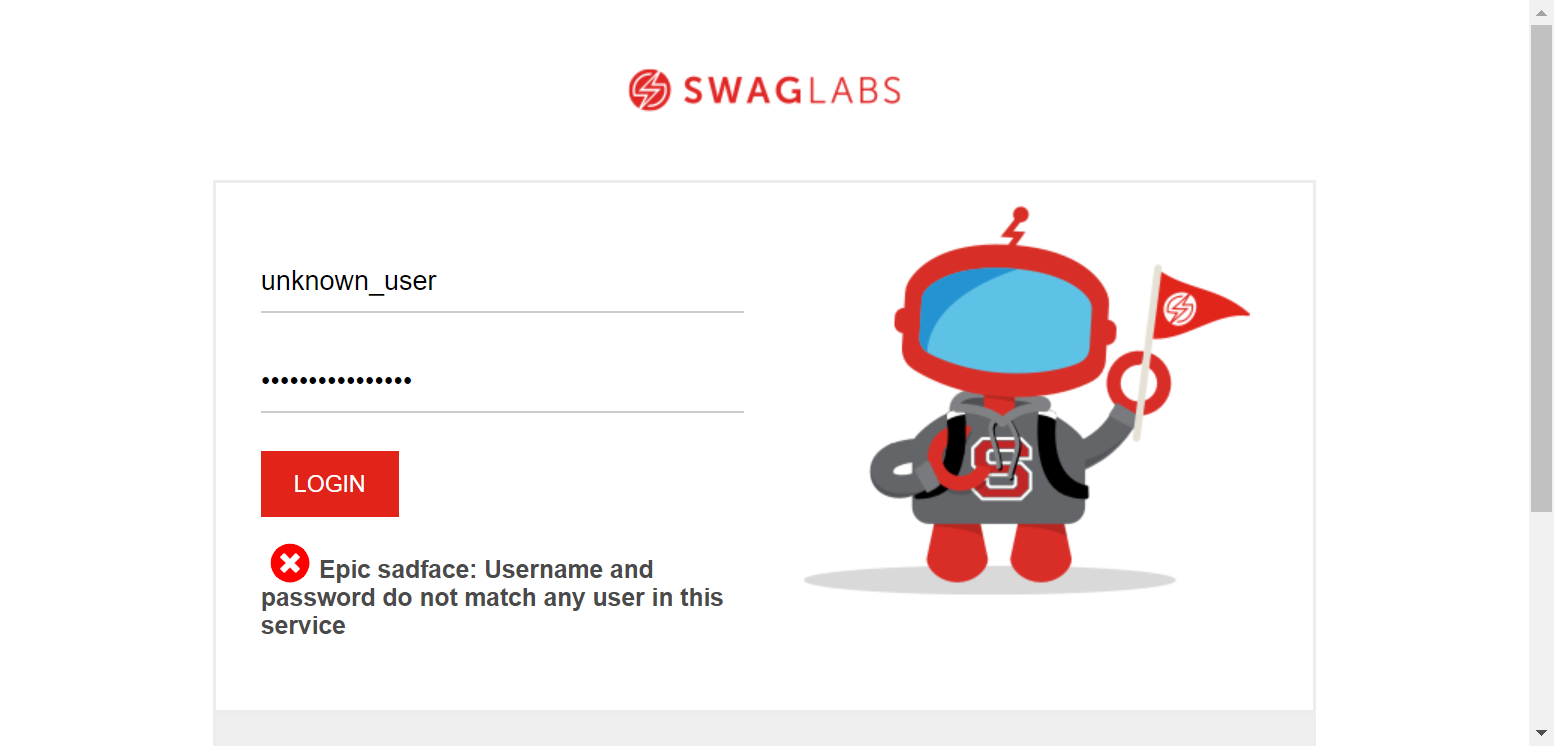 SWAGLABS
unknown_user
••••••••••••••••
LOGIN
Epic sadface: Username and
password do not match any user in this
service
S